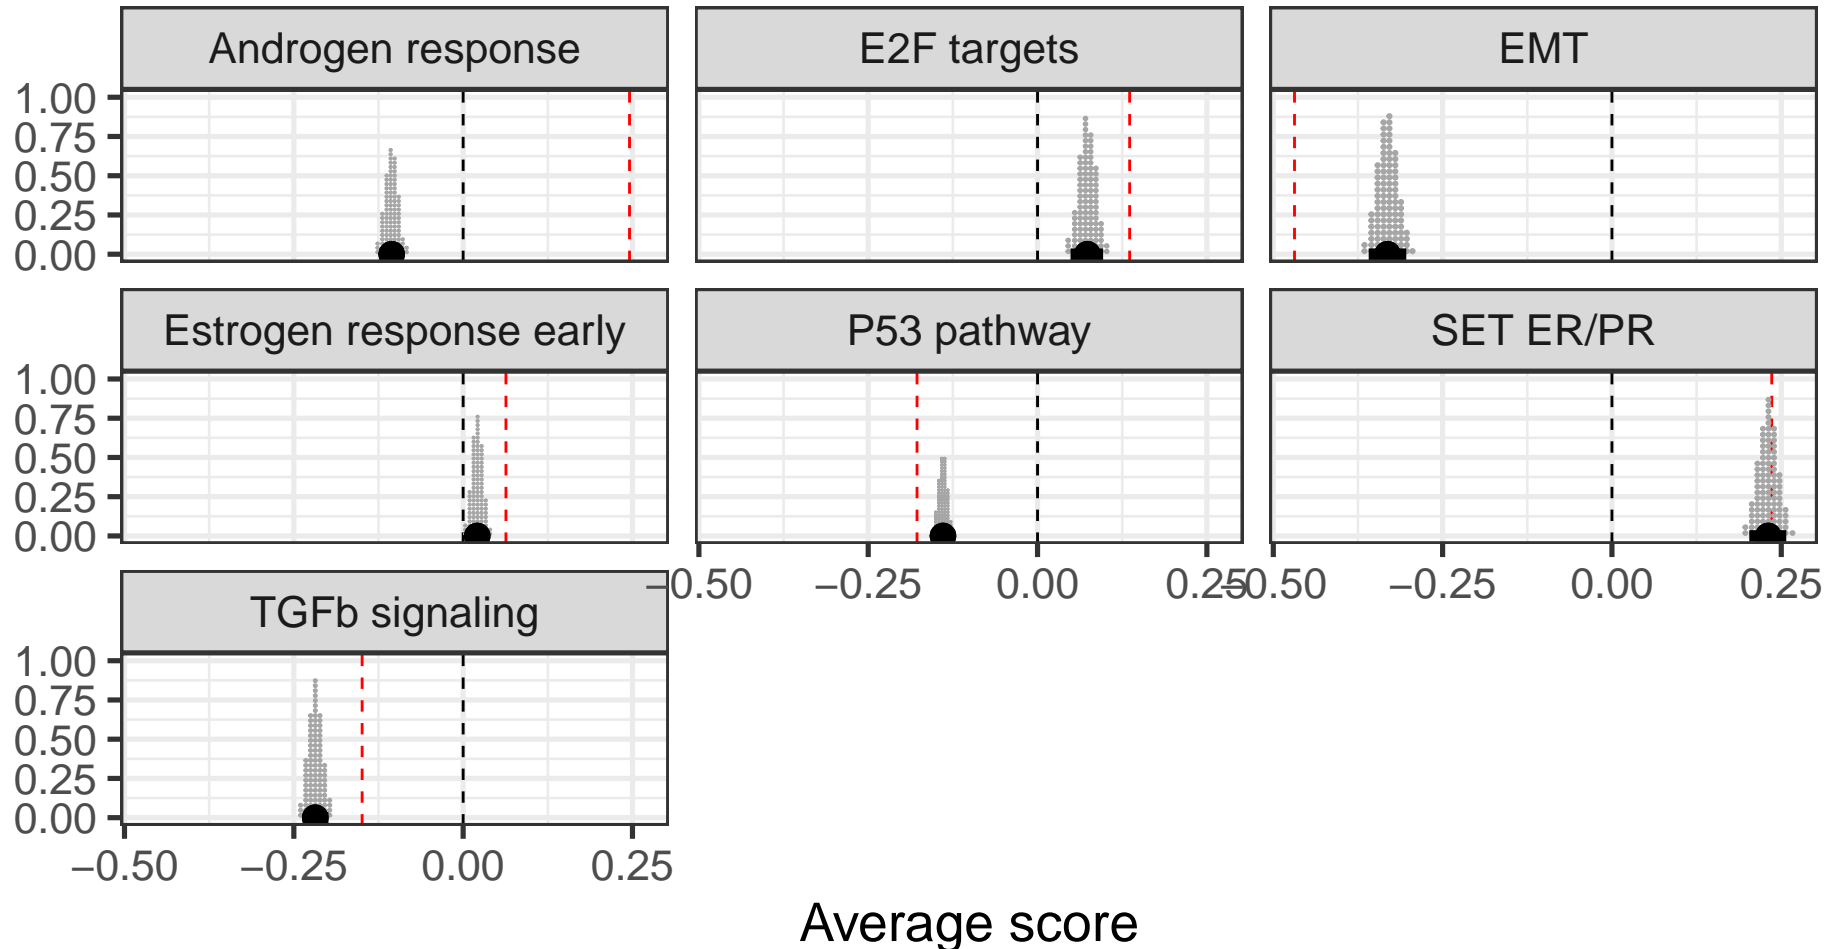 Androgen response E2F targets EMT
1.00
0.75
0.50
0.25
0.00
Estrogen response early P53 pathway SET ER/PR
1.00
0.75
0.50
0.25
0.00
−0.50 −0.25 0.00 0.25 −0.50 −0.25 0.00 0.25
TGFb signaling
1.00
0.75
0.50
0.25
0.00
−0.50 −0.25 0.00 0.25
Average score